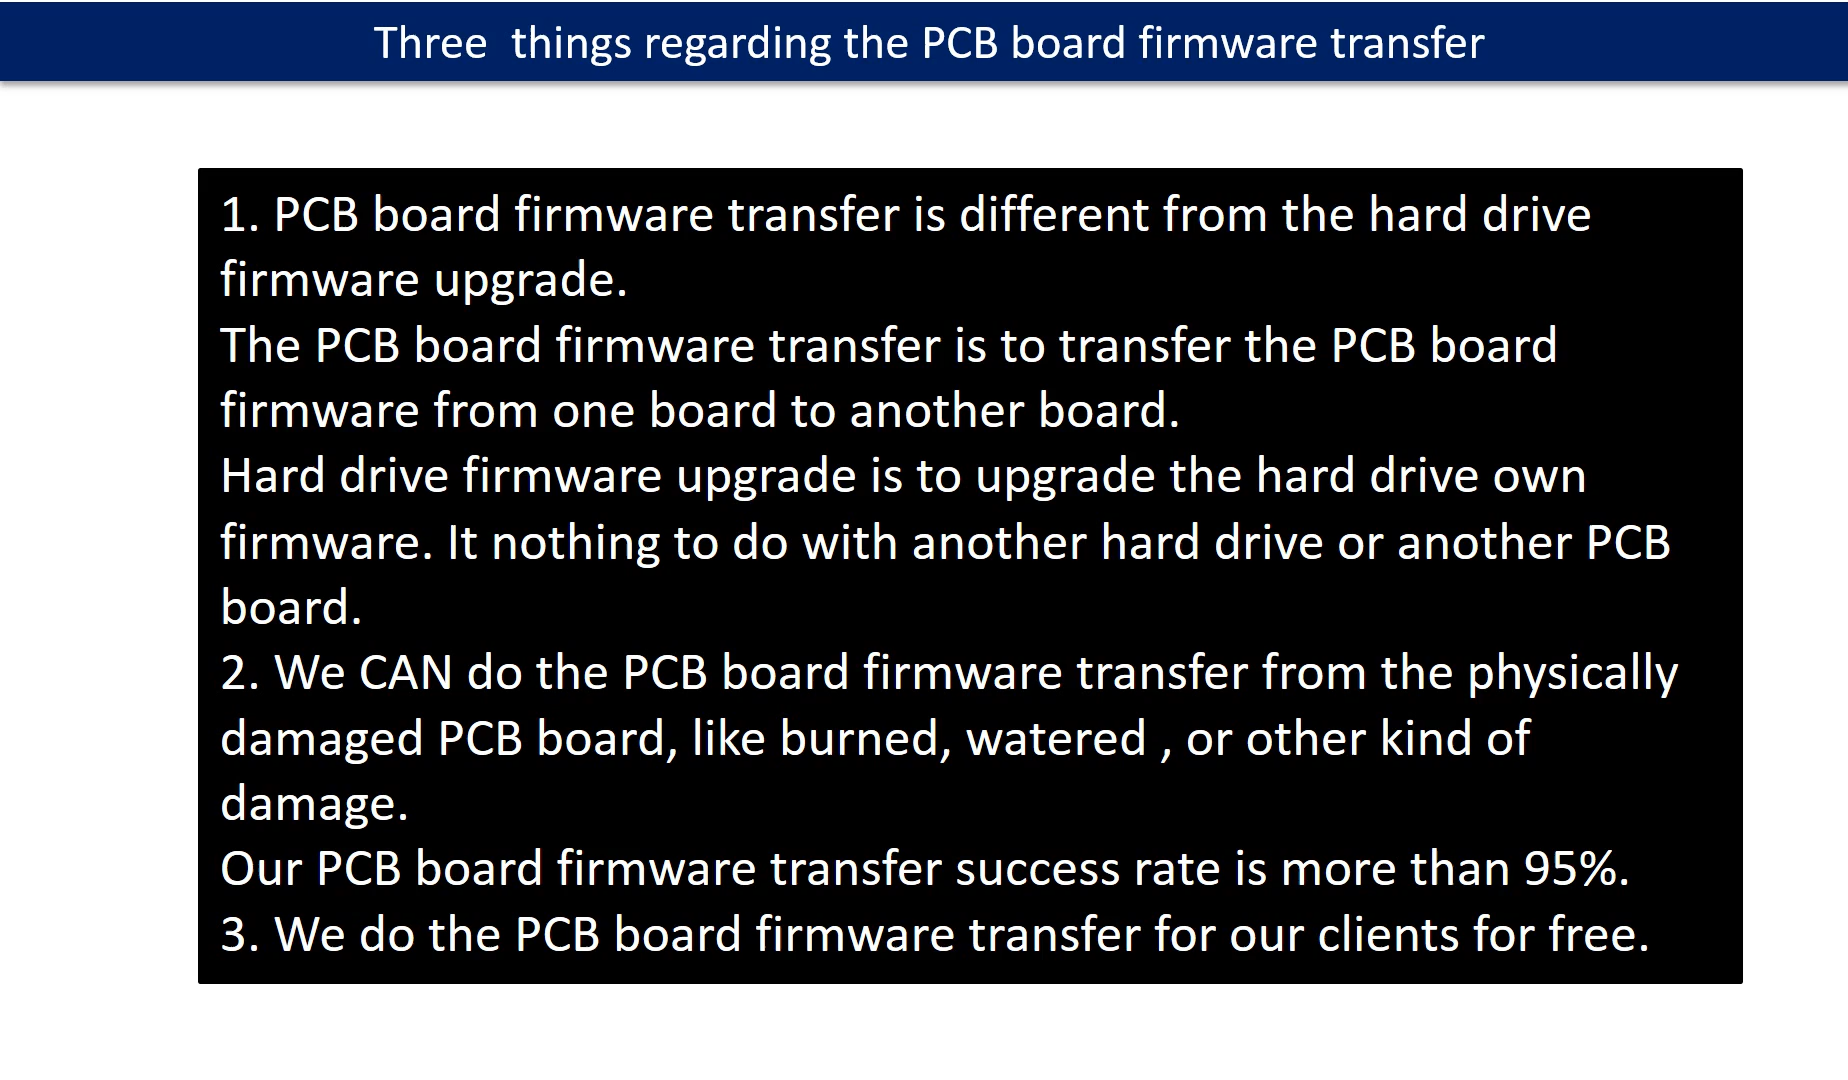 Three  things regarding the PCB board firmware transfer
1. PCB board firmware transfer is different from the hard drive
firmware upgrade.
The PCB board firmware transfer is to transfer the PCB board
firmware from one board to another board.
Hard drive firmware upgrade is to upgrade the hard drive own
firmware. It nothing to do with another hard drive or another PCB
board.
2. We CAN do the PCB board firmware transfer from the physically
damaged PCB board, like burned, watered , or other kind of
damage.
Our PCB board firmware transfer success rate is more than 95%.
3. We do the PCB board firmware transfer for our clients for free.